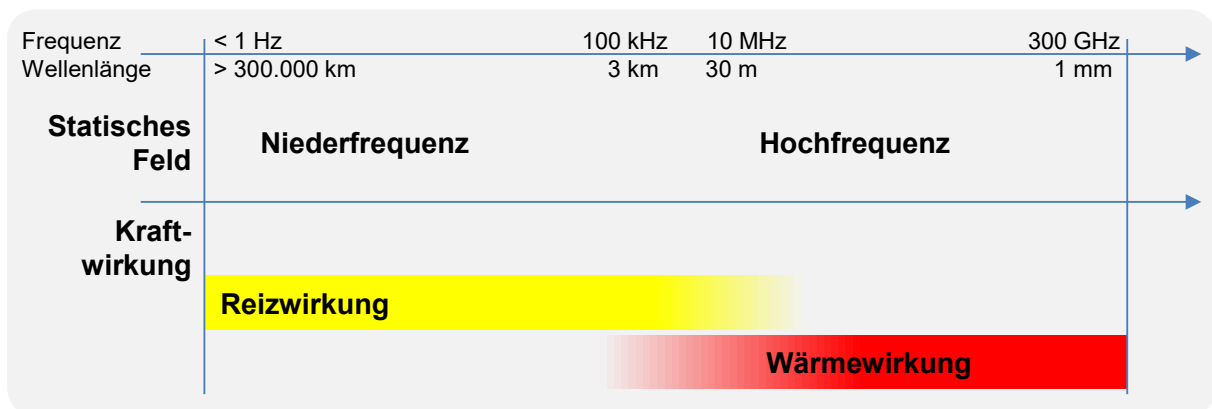 Frequenz < 1 Hz 100 kHz 10 MHz 300 GHz
Wellenlänge > 300.000 km 3 km 30 m 1 mm
Statisches
Feld
Niederfrequenz Hochfrequenz
Kraft-
wirkung
Reizwirkung
Wärmewirkung